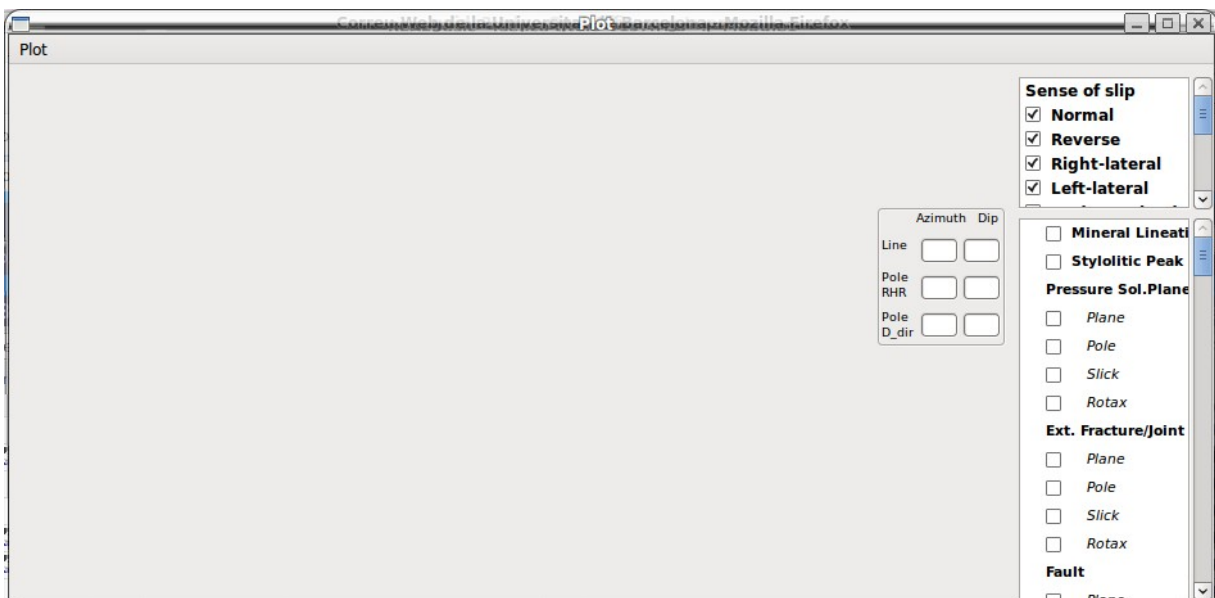 Plot
Plot
Sense of slip
Normal
Reverse
Right-lateral
Left-lateral
Azimuth Dip
Line
Pole
RHR
Pole
D_dir
Mineral Lineati
Stylolitic Peak
Pressure Sol.Plane
Plane
Pole
Slick
Rotax
Ext. Fracture/Joint
Plane
Pole
Slick
Rotax
Fault